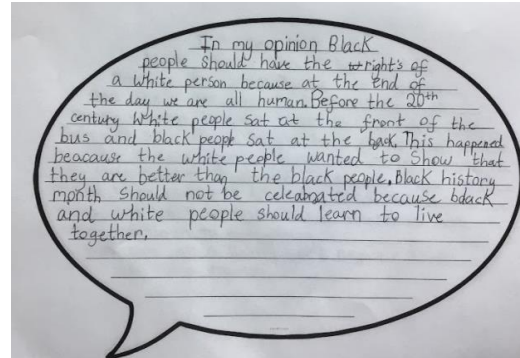 In my opinion Black
people should have the wright's of
a white person because at the end of
the day we are all human. Before the 20th
century White people sat at the front of the
bus and black people sat at the back. This happened
beacause the white people wanted to show that
they are better than the black people. Black history
month should not be celeabrated because bdack
and white people should learn to live
together.